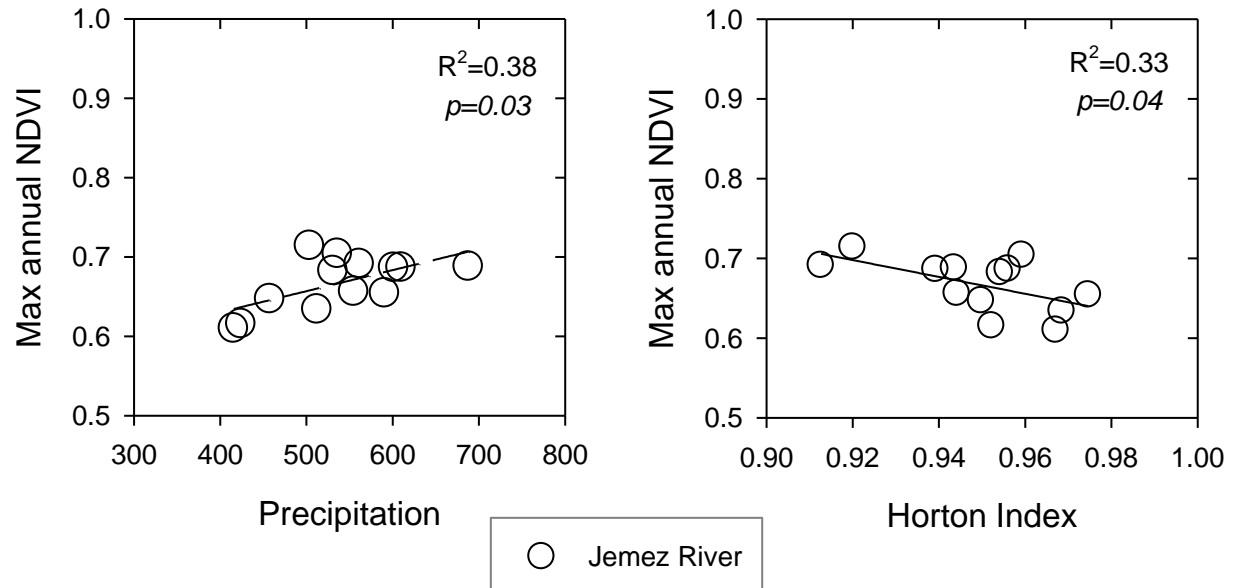 Max annual NDVI
1.0
0.9
0.8
0.7
0.6
0.5
R²=0.38
p=0.03
300 400 500 600 700 800
Precipitation
Max annual NDVI
1.0
0.9
0.8
0.7
0.6
0.5
R²=0.33
p=0.04
0.90 0.92 0.94 0.96 0.98 1.00
Horton Index
Jemez River